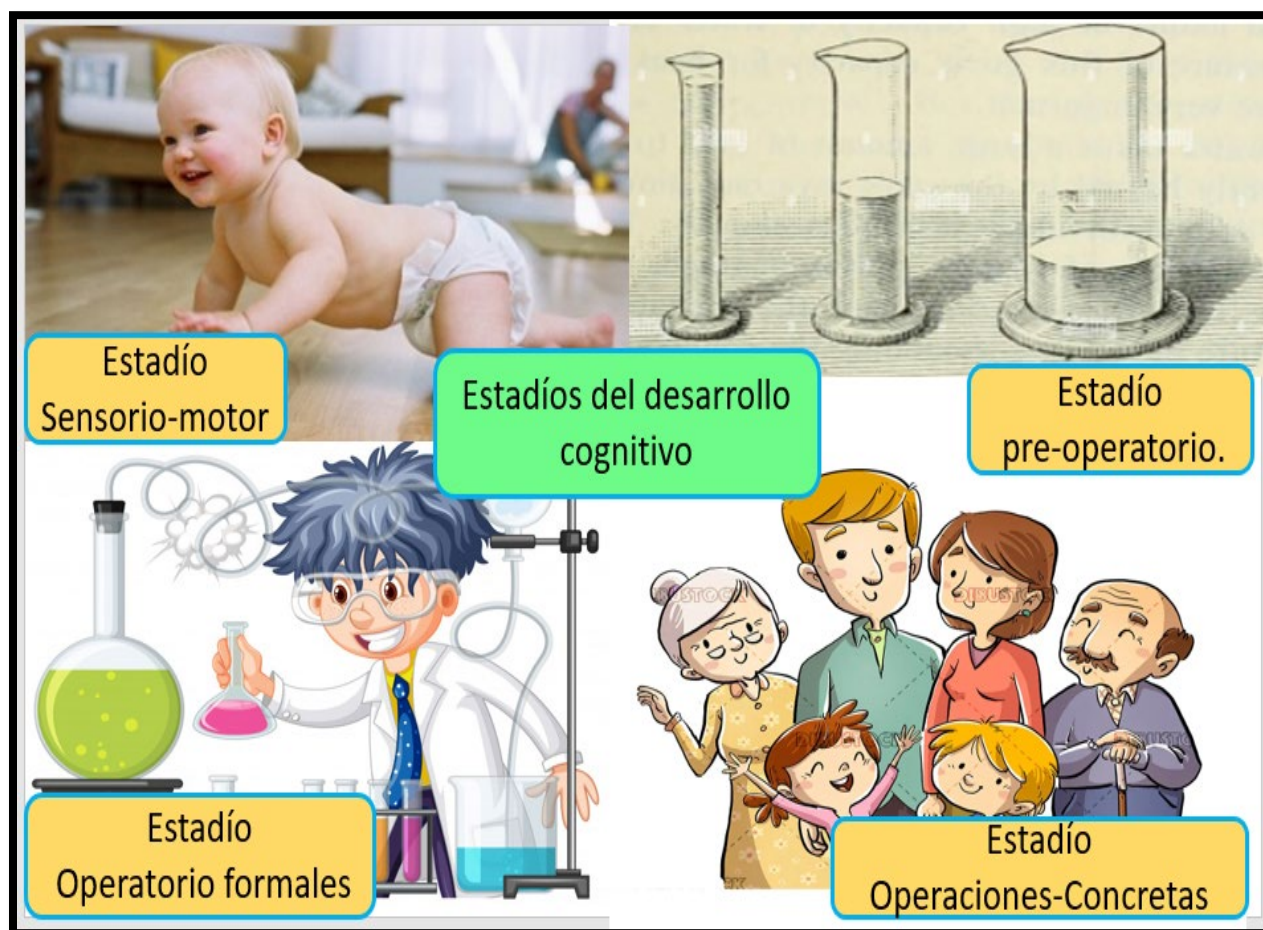 Estadío
Sensorio-motor
Estadíos del desarrollo
cognitivo
Estadío
pre-operatorio.
Estadío
Operatorio formales
Estadío
Operaciones-Concretas